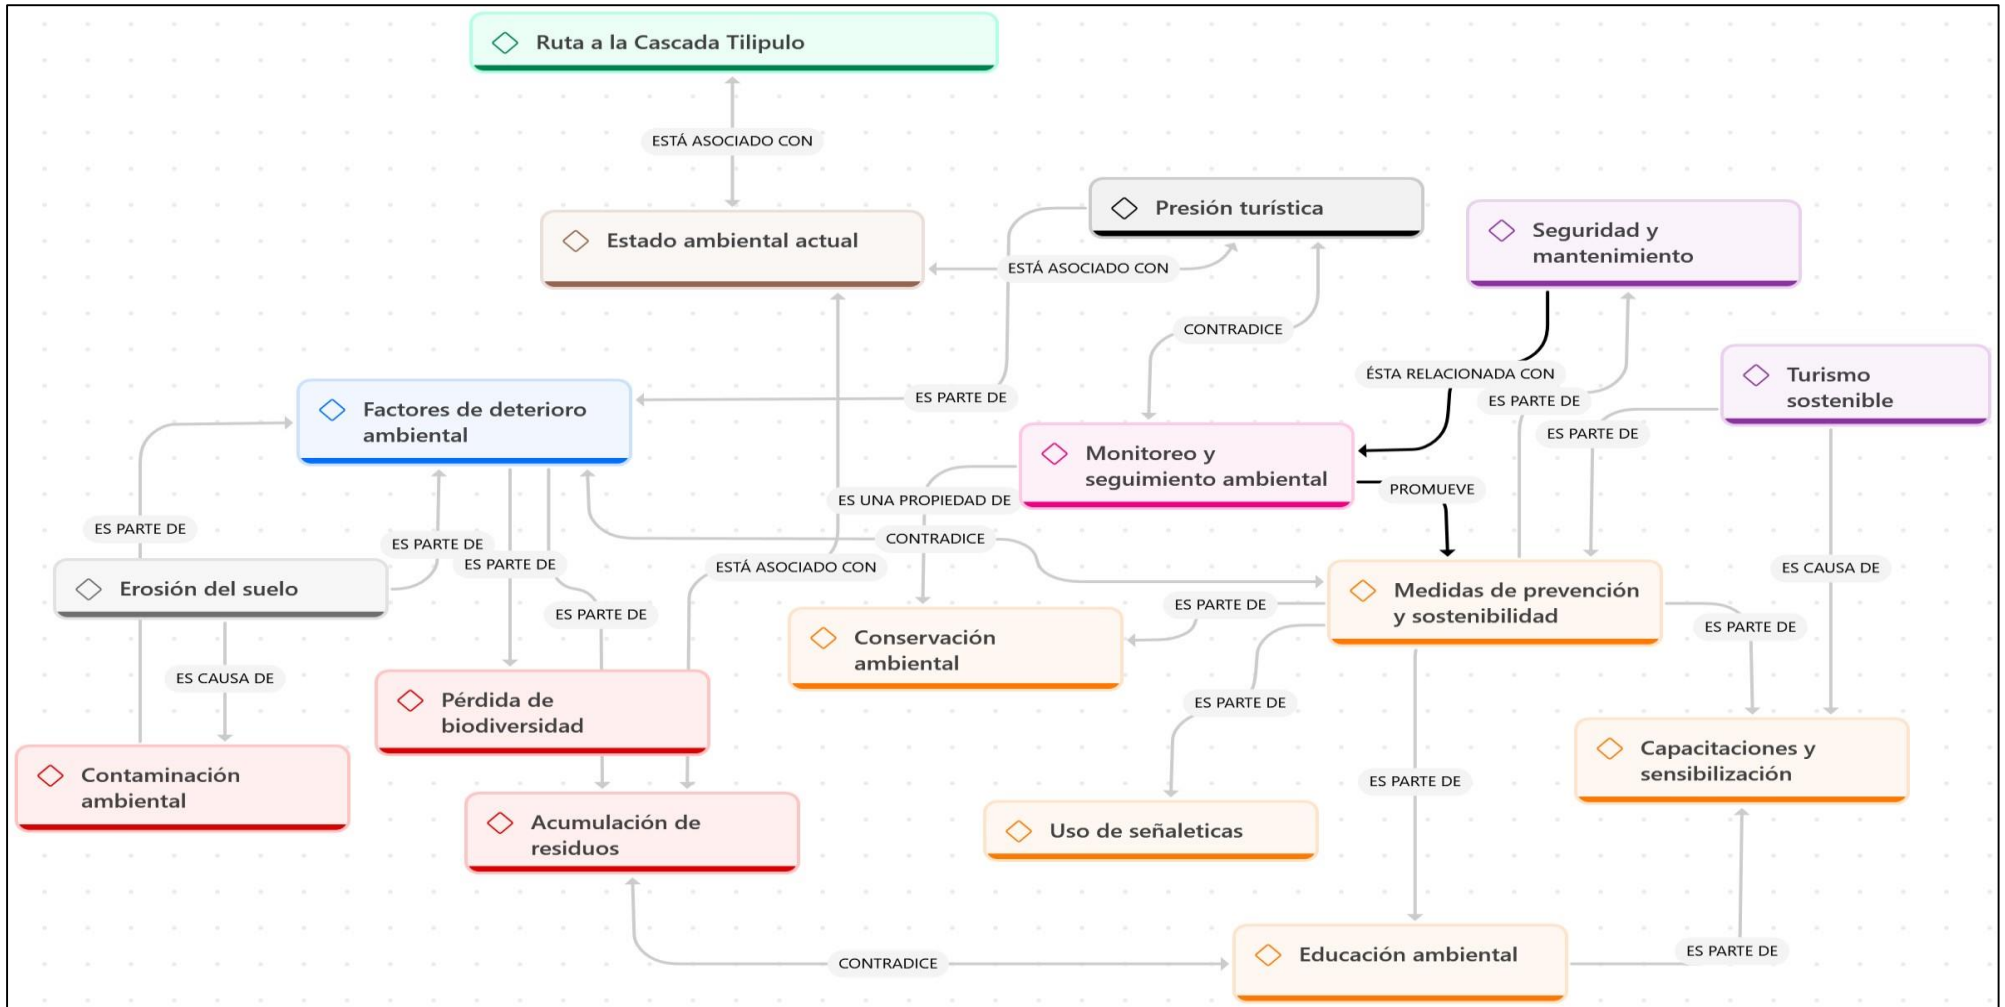 Ruta a la Cascada Tilipulo
ESTÁ ASOCIADO CON
Presión turística
Estado ambiental actual
Seguridad y
mantenimiento
ESTÁ ASOCIADO CON
CONTRADICE
ÉSTA RELACIONADA CON
Turismo
sostenible
ES PARTE DE
ES PARTE DE
Factores de deterioro
ambiental
ES PARTE DE
Monitoreo y
seguimiento ambiental
PROMUEVE
ES UNA PROPIEDAD DE
ES PARTE DE
CONTRADICE
ES PARTE DE
ES PARTE DE
ESTÁ ASOCIADO CON
ES CAUSA DE
Erosión del suelo
Medidas de prevención
y sostenibilidad
ES PARTE DE
ES PARTE DE
ES PARTE DE
Conservación
ambiental
ES CAUSA DE
Pérdida de
biodiversidad
ES PARTE DE
Contaminación
ambiental
Capacitaciones y
sensibilización
ES PARTE DE
Acumulación de
residuos
Uso de señaleticas
ES PARTE DE
Educación ambiental
CONTRADICE